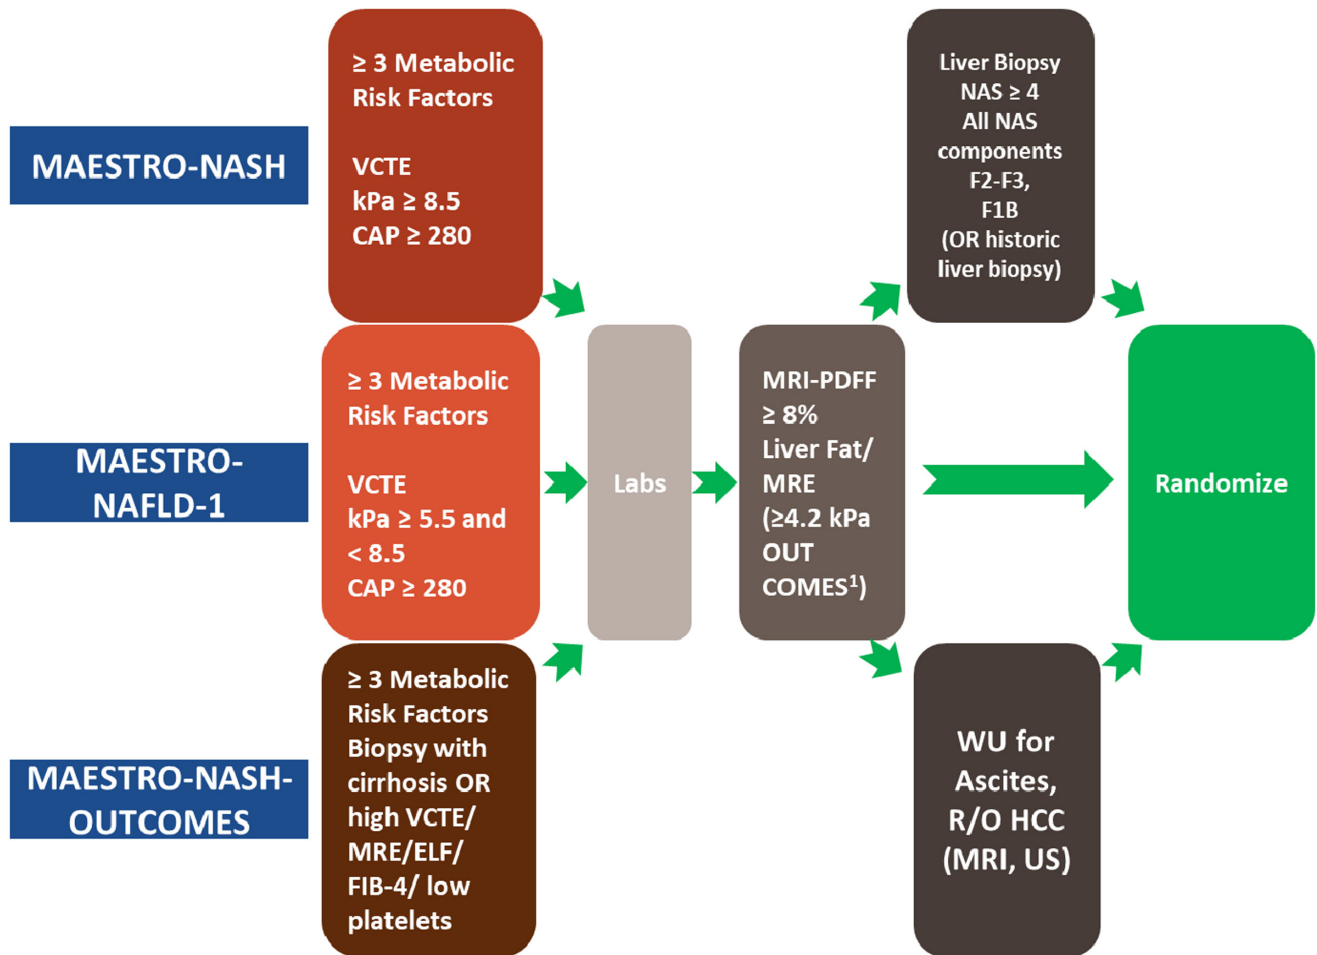 MAESTRO-NASH
≥ 3 Metabolic
Risk Factors
VCTE
kPa ≥ 8.5
CAP ≥ 280
Liver Biopsy
NAS ≥ 4
All NAS
components
F2-F3,
F1B
(OR historic
liver biopsy)
MAESTRO-
NAFLD-1
≥ 3 Metabolic
Risk Factors
VCTE
kPa ≥ 5.5 and
< 8.5
CAP ≥ 280
Labs
MRI-PDFF
≥ 8%
Liver Fat/
MRE
(≥4.2 kPa
OUT
COMES¹)
Randomize
MAESTRO-NASH-
OUTCOMES
≥ 3 Metabolic
Risk Factors
Biopsy with
cirrhosis OR
high VCTE/
MRE/ELF/
FIB-4/ low
platelets
WU for
Ascites,
R/O HCC
(MRI, US)